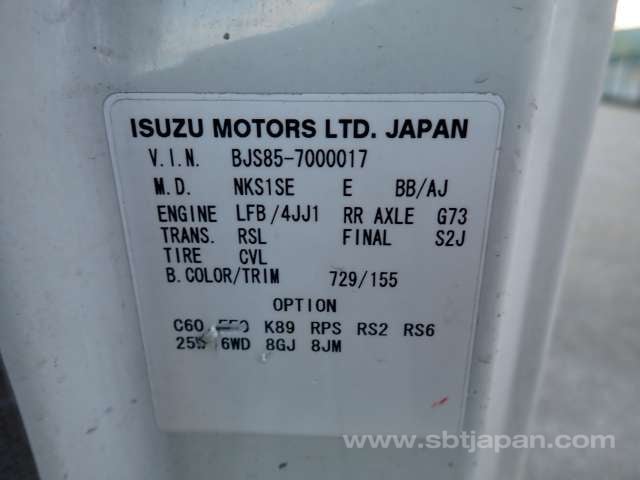 ISUZU MOTORS LTD. JAPAN
V.I.N. BJS85-7000017
M.D. NKS1SE E BB/AJ
ENGINE LFB/4JJ1 RR AXLE G73
TRANS. RSL FINAL S2J
TIRE CVL
B.COLOR/TRIM 729/155
OPTION
C60 K89 RPS RS2 RS6
6WD 8GJ 8JM
www.sbtjapan.com